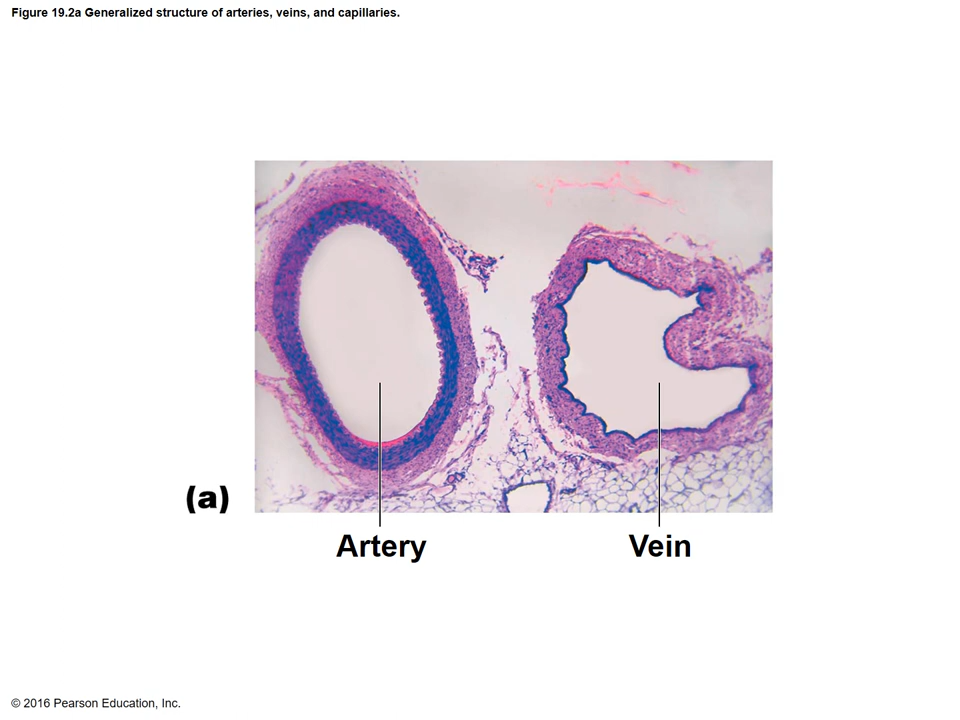 Figure 19.2a Generalized structure of arteries, veins, and capillaries.
(a)
Artery
Vein
© 2016 Pearson Education, Inc.